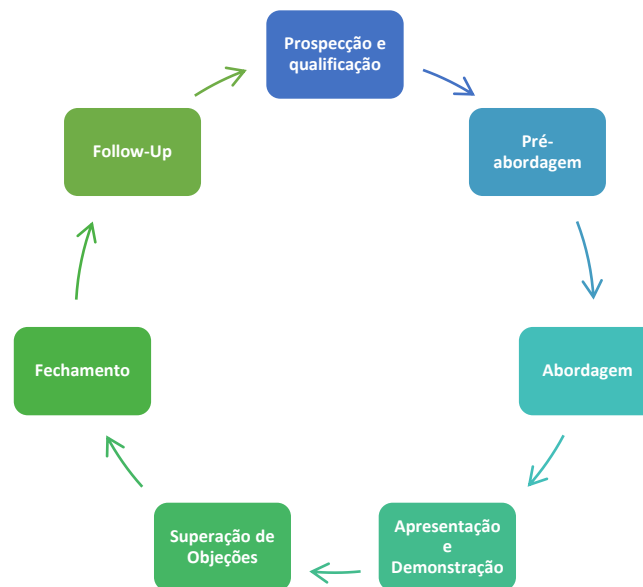 Prospecção e
qualificação
Pré-
abordagem
Abordagem
Apresentação
e
Demonstração
Superação de
Objeções
Fechamento
Follow-Up